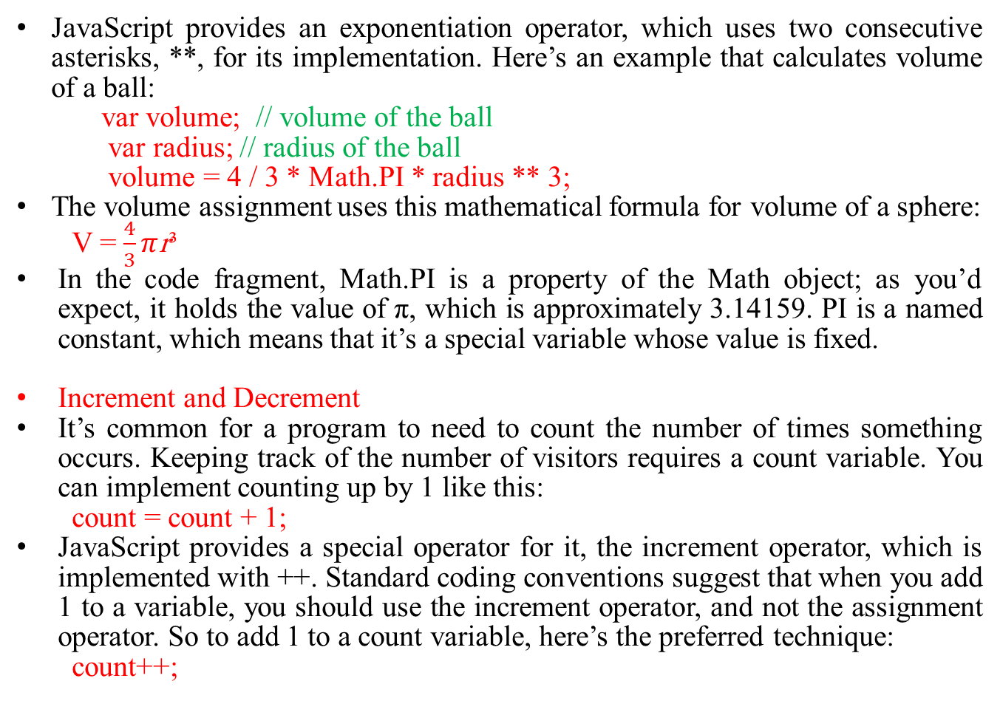 • JavaScript provides an exponentiation operator, which uses two consecutive
asterisks, **, for its implementation. Here’s an example that calculates volume
of a ball:
var volume; // volume of the ball
var radius; // radius of the ball
volume = 4 / 3 * Math.PI * radius ** 3;
• The volume assignment uses this mathematical formula for volume of a sphere:
V = 4/3 πr³
• In the code fragment, Math.PI is a property of the Math object; as you’d
expect, it holds the value of π, which is approximately 3.14159. PI is a named
constant, which means that it’s a special variable whose value is fixed.
• Increment and Decrement
• It’s common for a program to need to count the number of times something
occurs. Keeping track of the number of visitors requires a count variable. You
can implement counting up by 1 like this:
count = count + 1;
• JavaScript provides a special operator for it, the increment operator, which is
implemented with ++. Standard coding conventions suggest that when you add
1 to a variable, you should use the increment operator, and not the assignment
operator. So to add 1 to a count variable, here’s the preferred technique:
count++;